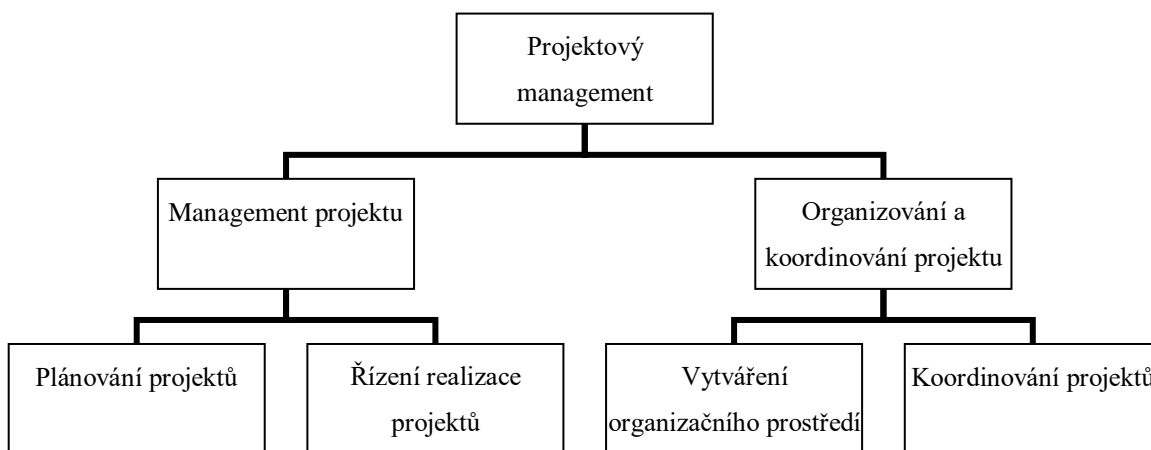 Projektový
management
Management projektu
Organizování a
koordinování projektu
Plánování projektů
Řízení realizace
projektů
Vytváření
organizačního prostředí
Koordinování projektů